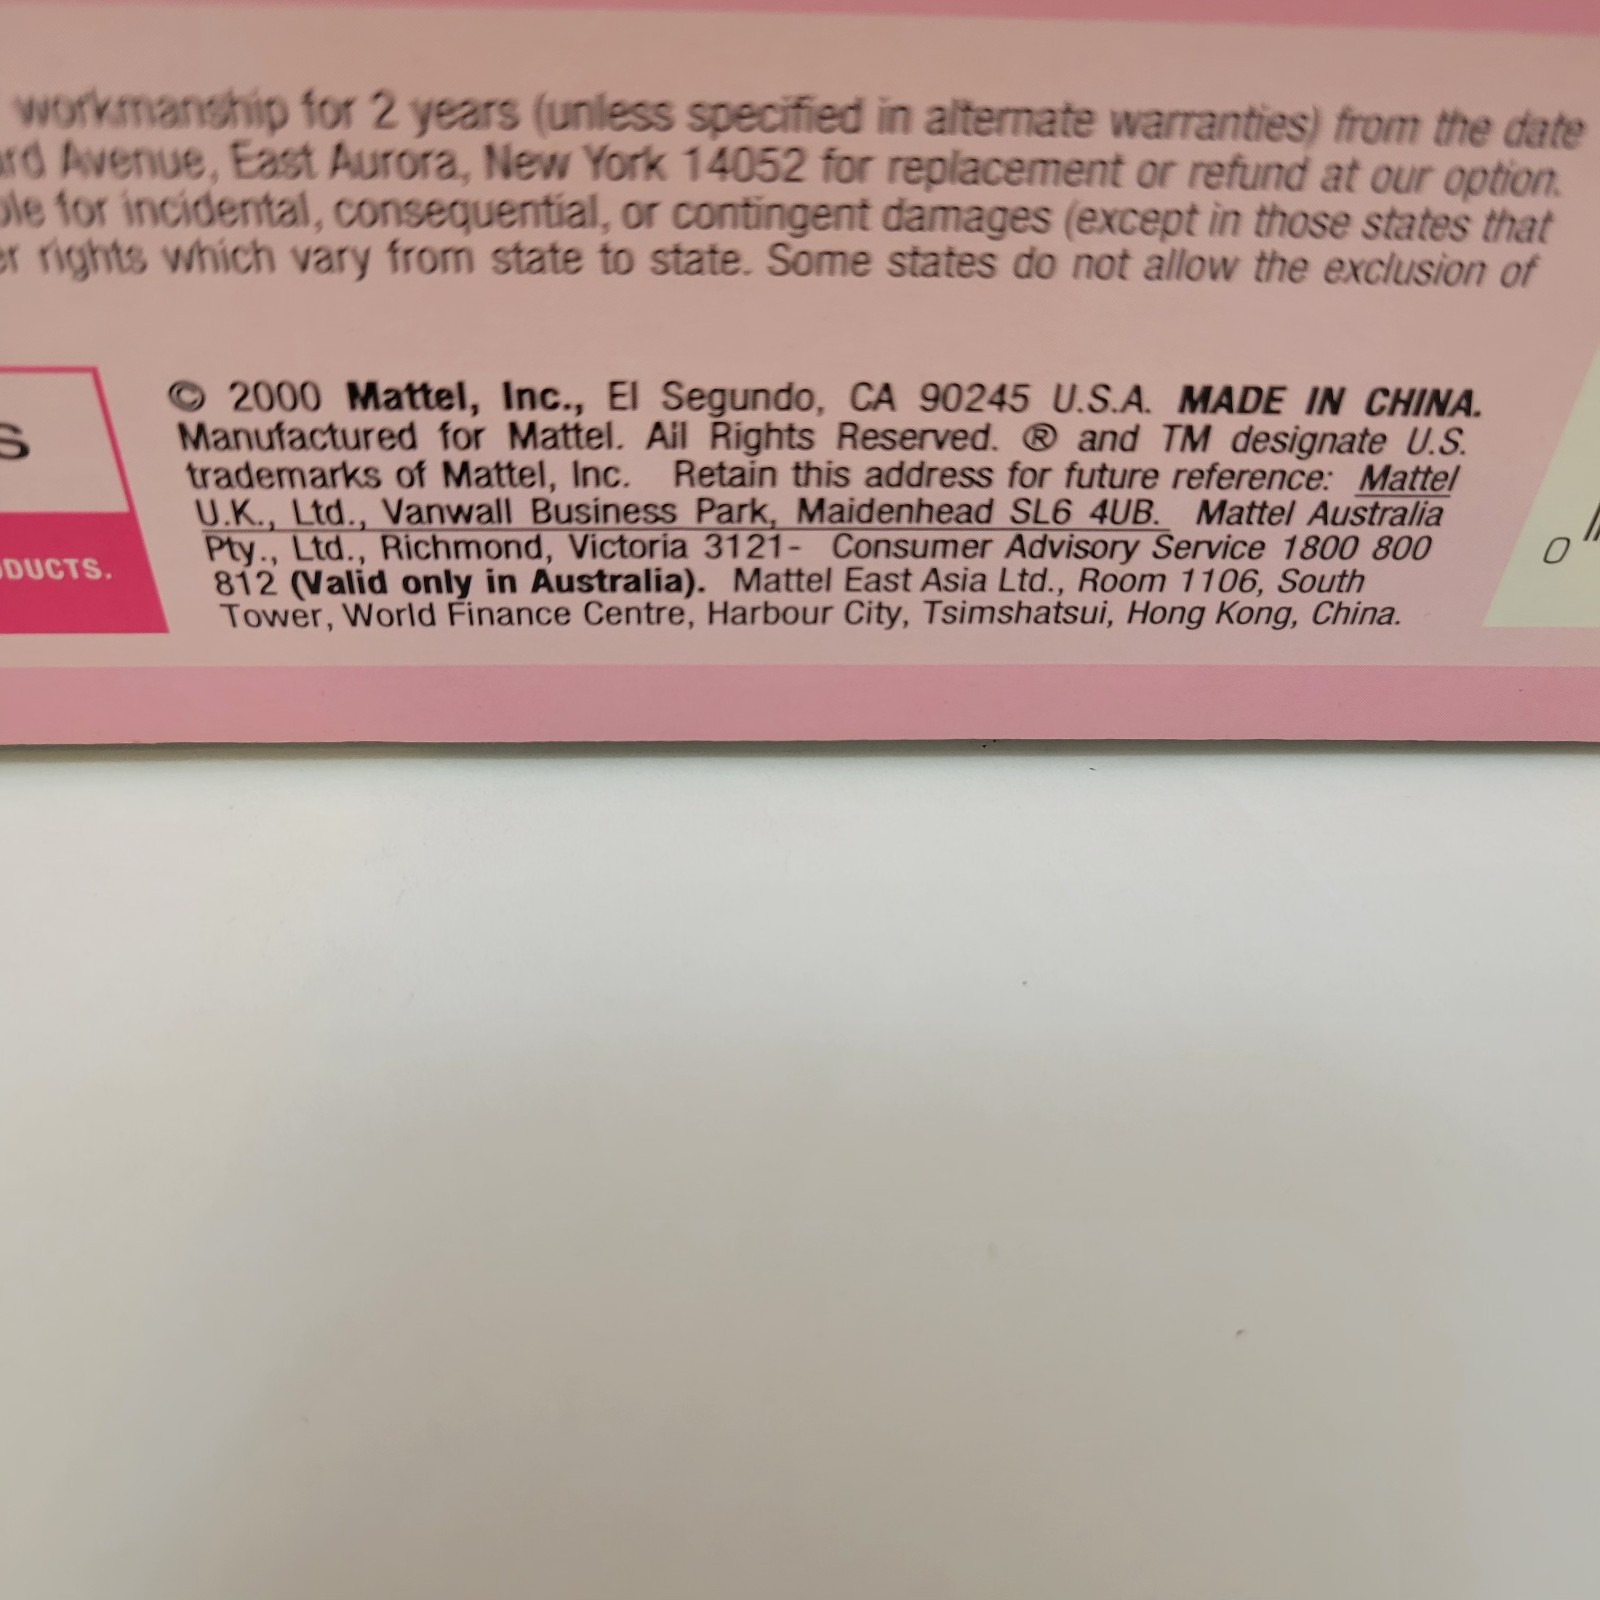 workmanship for 2 years (unless specified in alternate warranties) from the date
Avenue, East Aurora, New York 14052 for replacement or refund at our option.
for incidental, consequential, or contingent damages (except in those states that
rights which vary from state to state. Some states do not allow the exclusion of
© 2000 Mattel, Inc., El Segundo, CA 90245 U.S.A. MADE IN CHINA.
S
Manufactured for Mattel. All Rights Reserved. ® and TM designate U.S.
trademarks of Mattel, Inc. Retain this address for future reference: Mattel
U.K., Ltd., Vanwall Business Park, Maidenhead SL6 4UB. Mattel Australia
Pty., Ltd., Richmond, Victoria 3121- Consumer Advisory Service 1800 800
DUCTS.
0
812 (Valid only in Australia). Mattel East Asia Ltd., Room 1106, South
Tower, World Finance Centre, Harbour City, Tsimshatsui, Hong Kong, China.